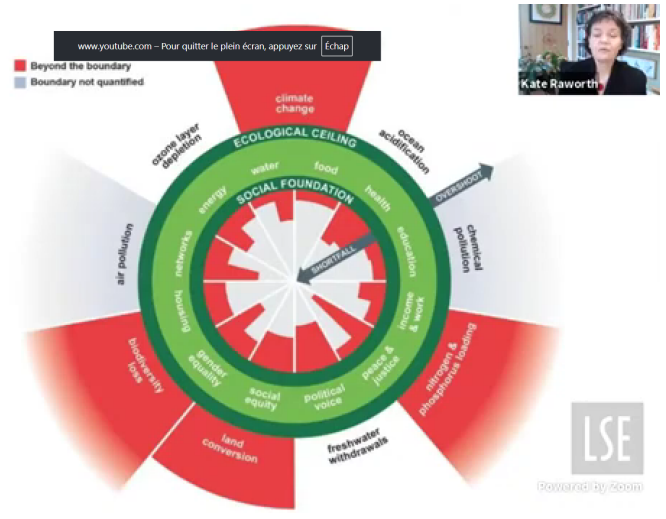 www.youtube.com – Pour quitter le plein écran, appuyez sur Échap
Kate Raworth
Beyond the boundary
Boundary not quantified
climate
change
ozone layer
depletion
ocean
acidification
ECOLOGICAL CEILING
water
food
energy
health
SOCIAL FOUNDATION
OVERSHOOT
SHORTFALL
networks
education
air pollution
chemical
pollution
housing
income
& work
gender
equality
peace &
justice
social
equity
political
voice
biodiversity
loss
nitrogen &
phosphorus loading
land
conversion
freshwater
withdrawals
LSE
Powered by Zoom